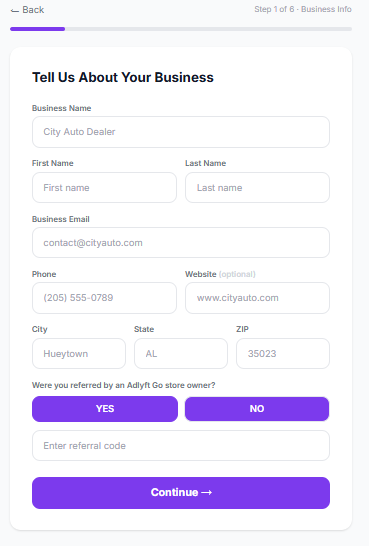 ← Back
Step 1 of 6 · Business Info
Tell Us About Your Business
Business Name
City Auto Dealer
First Name Last Name
First name Last name
Business Email
contact@cityauto.com
Phone Website (optional)
(205) 555-0789 www.cityauto.com
City State ZIP
Hueytown AL 35023
Were you referred by an Adlyft Go store owner?
YES NO
Enter referral code
Continue →